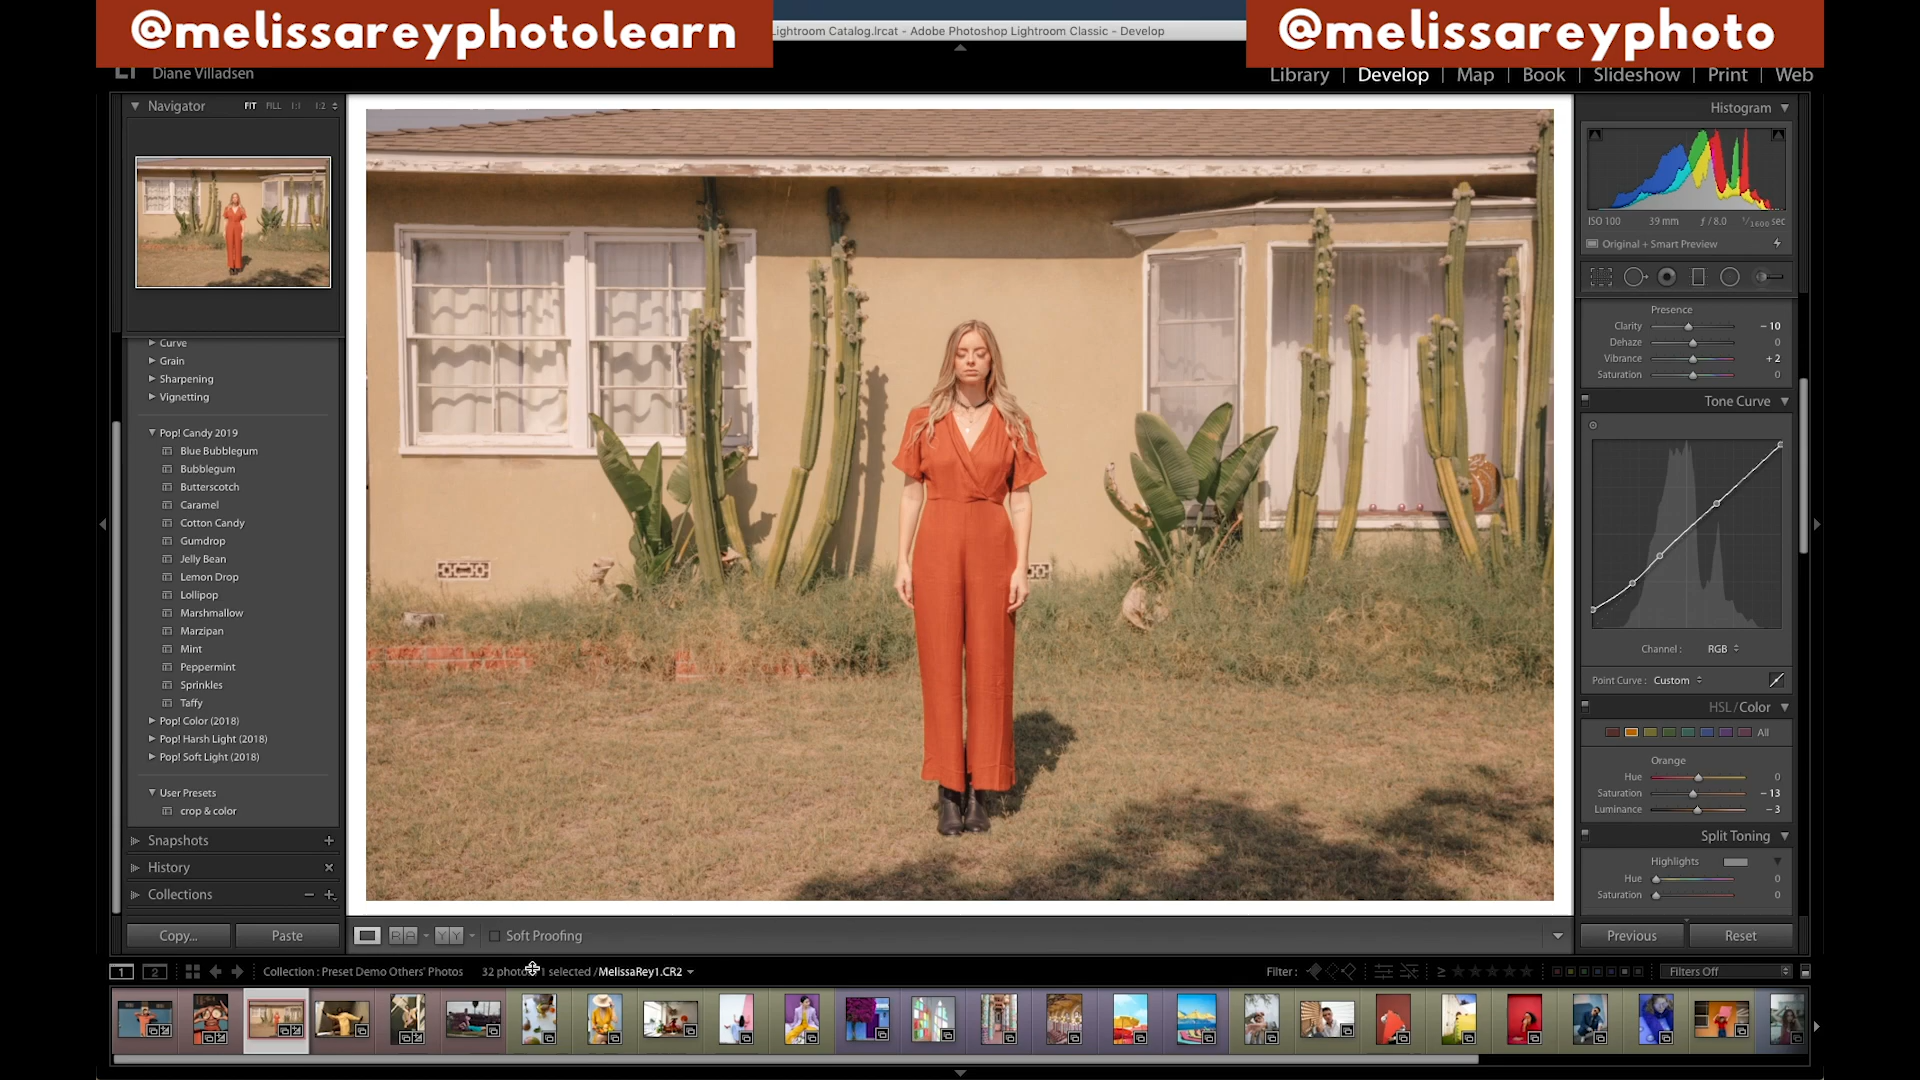 @melissareyphotolearn
Lightroom Catalog.lrcat - Adobe Photoshop Lightroom Classic - Develop
@melissareyphoto
Diane Villadsen
Library | Develop | Map | Book | Slideshow | Print | Web
Navigator FIT FILL 1:1 1:2
Curve
Grain
Sharpening
Vignetting
Pop! Candy 2019
Blue Bubblegum
Bubblegum
Butterscotch
Caramel
Cotton Candy
Gumdrop
Jelly Bean
Lemon Drop
Lollipop
Marshmallow
Marzipan
Mint
Peppermint
Sprinkles
Taffy
Pop! Color (2018)
Pop! Harsh Light (2018)
Pop! Soft Light (2018)
User Presets
crop & color
Snapshots
History
Collections
Copy... Paste
Soft Proofing
Histogram
ISO 100 39 mm ƒ / 8.0 1/1600 sec
Original + Smart Preview
Presence
Clarity - 10
Dehaze 0
Vibrance + 2
Saturation 0
Tone Curve
Channel : RGB
Point Curve : Custom
HSL / Color
All
Orange
Hue 0
Saturation - 13
Luminance - 3
Split Toning
Highlights
Hue 0
Saturation 0
Previous Reset
1 2 Collection : Preset Demo Others' Photos 32 photos 1 selected / MelissaRey1.CR2
Filter : Filters Off